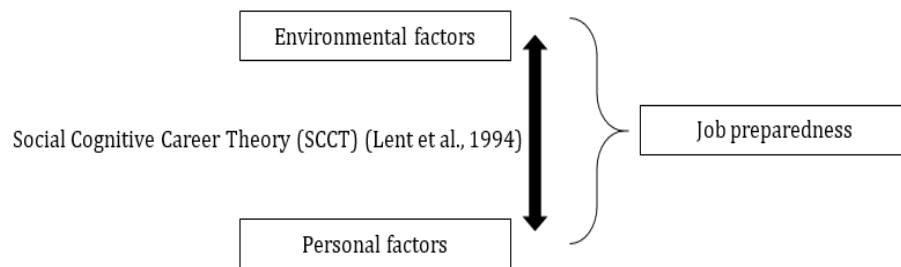 Environmental factors
Social Cognitive Career Theory (SCCT) (Lent et al., 1994)
Job preparedness
Personal factors